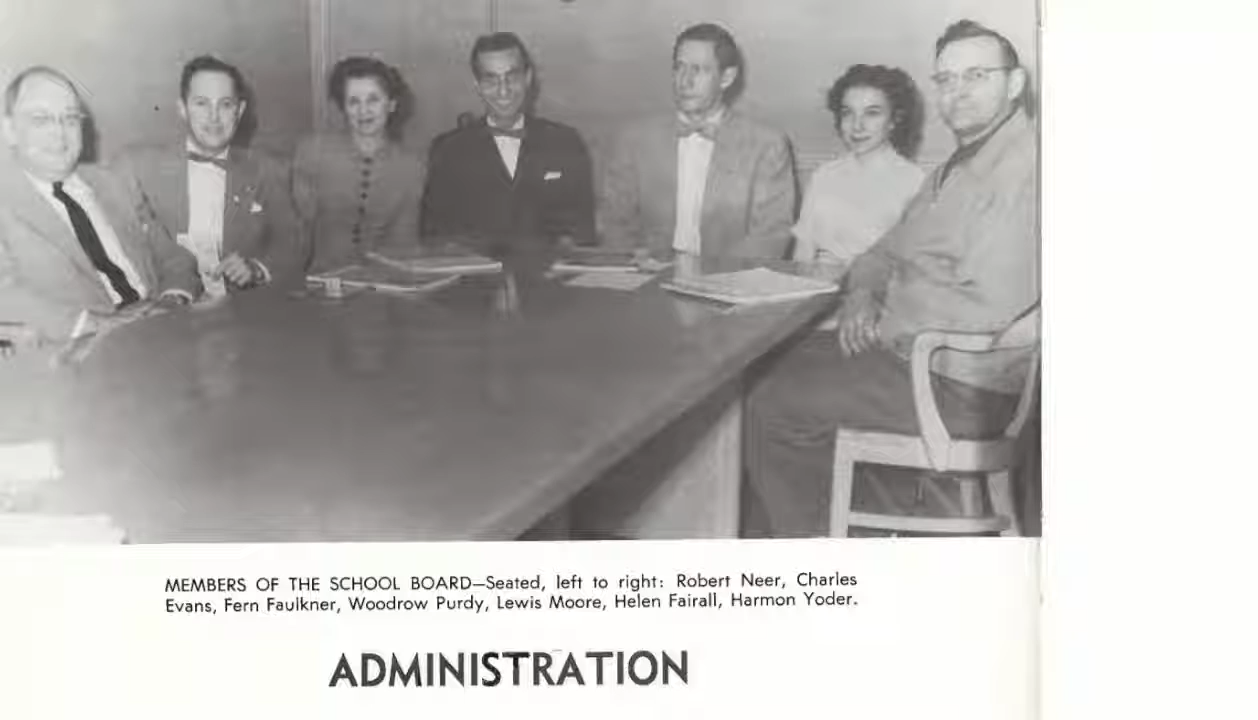 MEMBERS OF THE SCHOOL BOARD—Seated, left to right: Robert Neer, Charles
Evans, Fern Faulkner, Woodrow Purdy, Lewis Moore, Helen Fairall, Harmon Yoder.
ADMINISTRATION